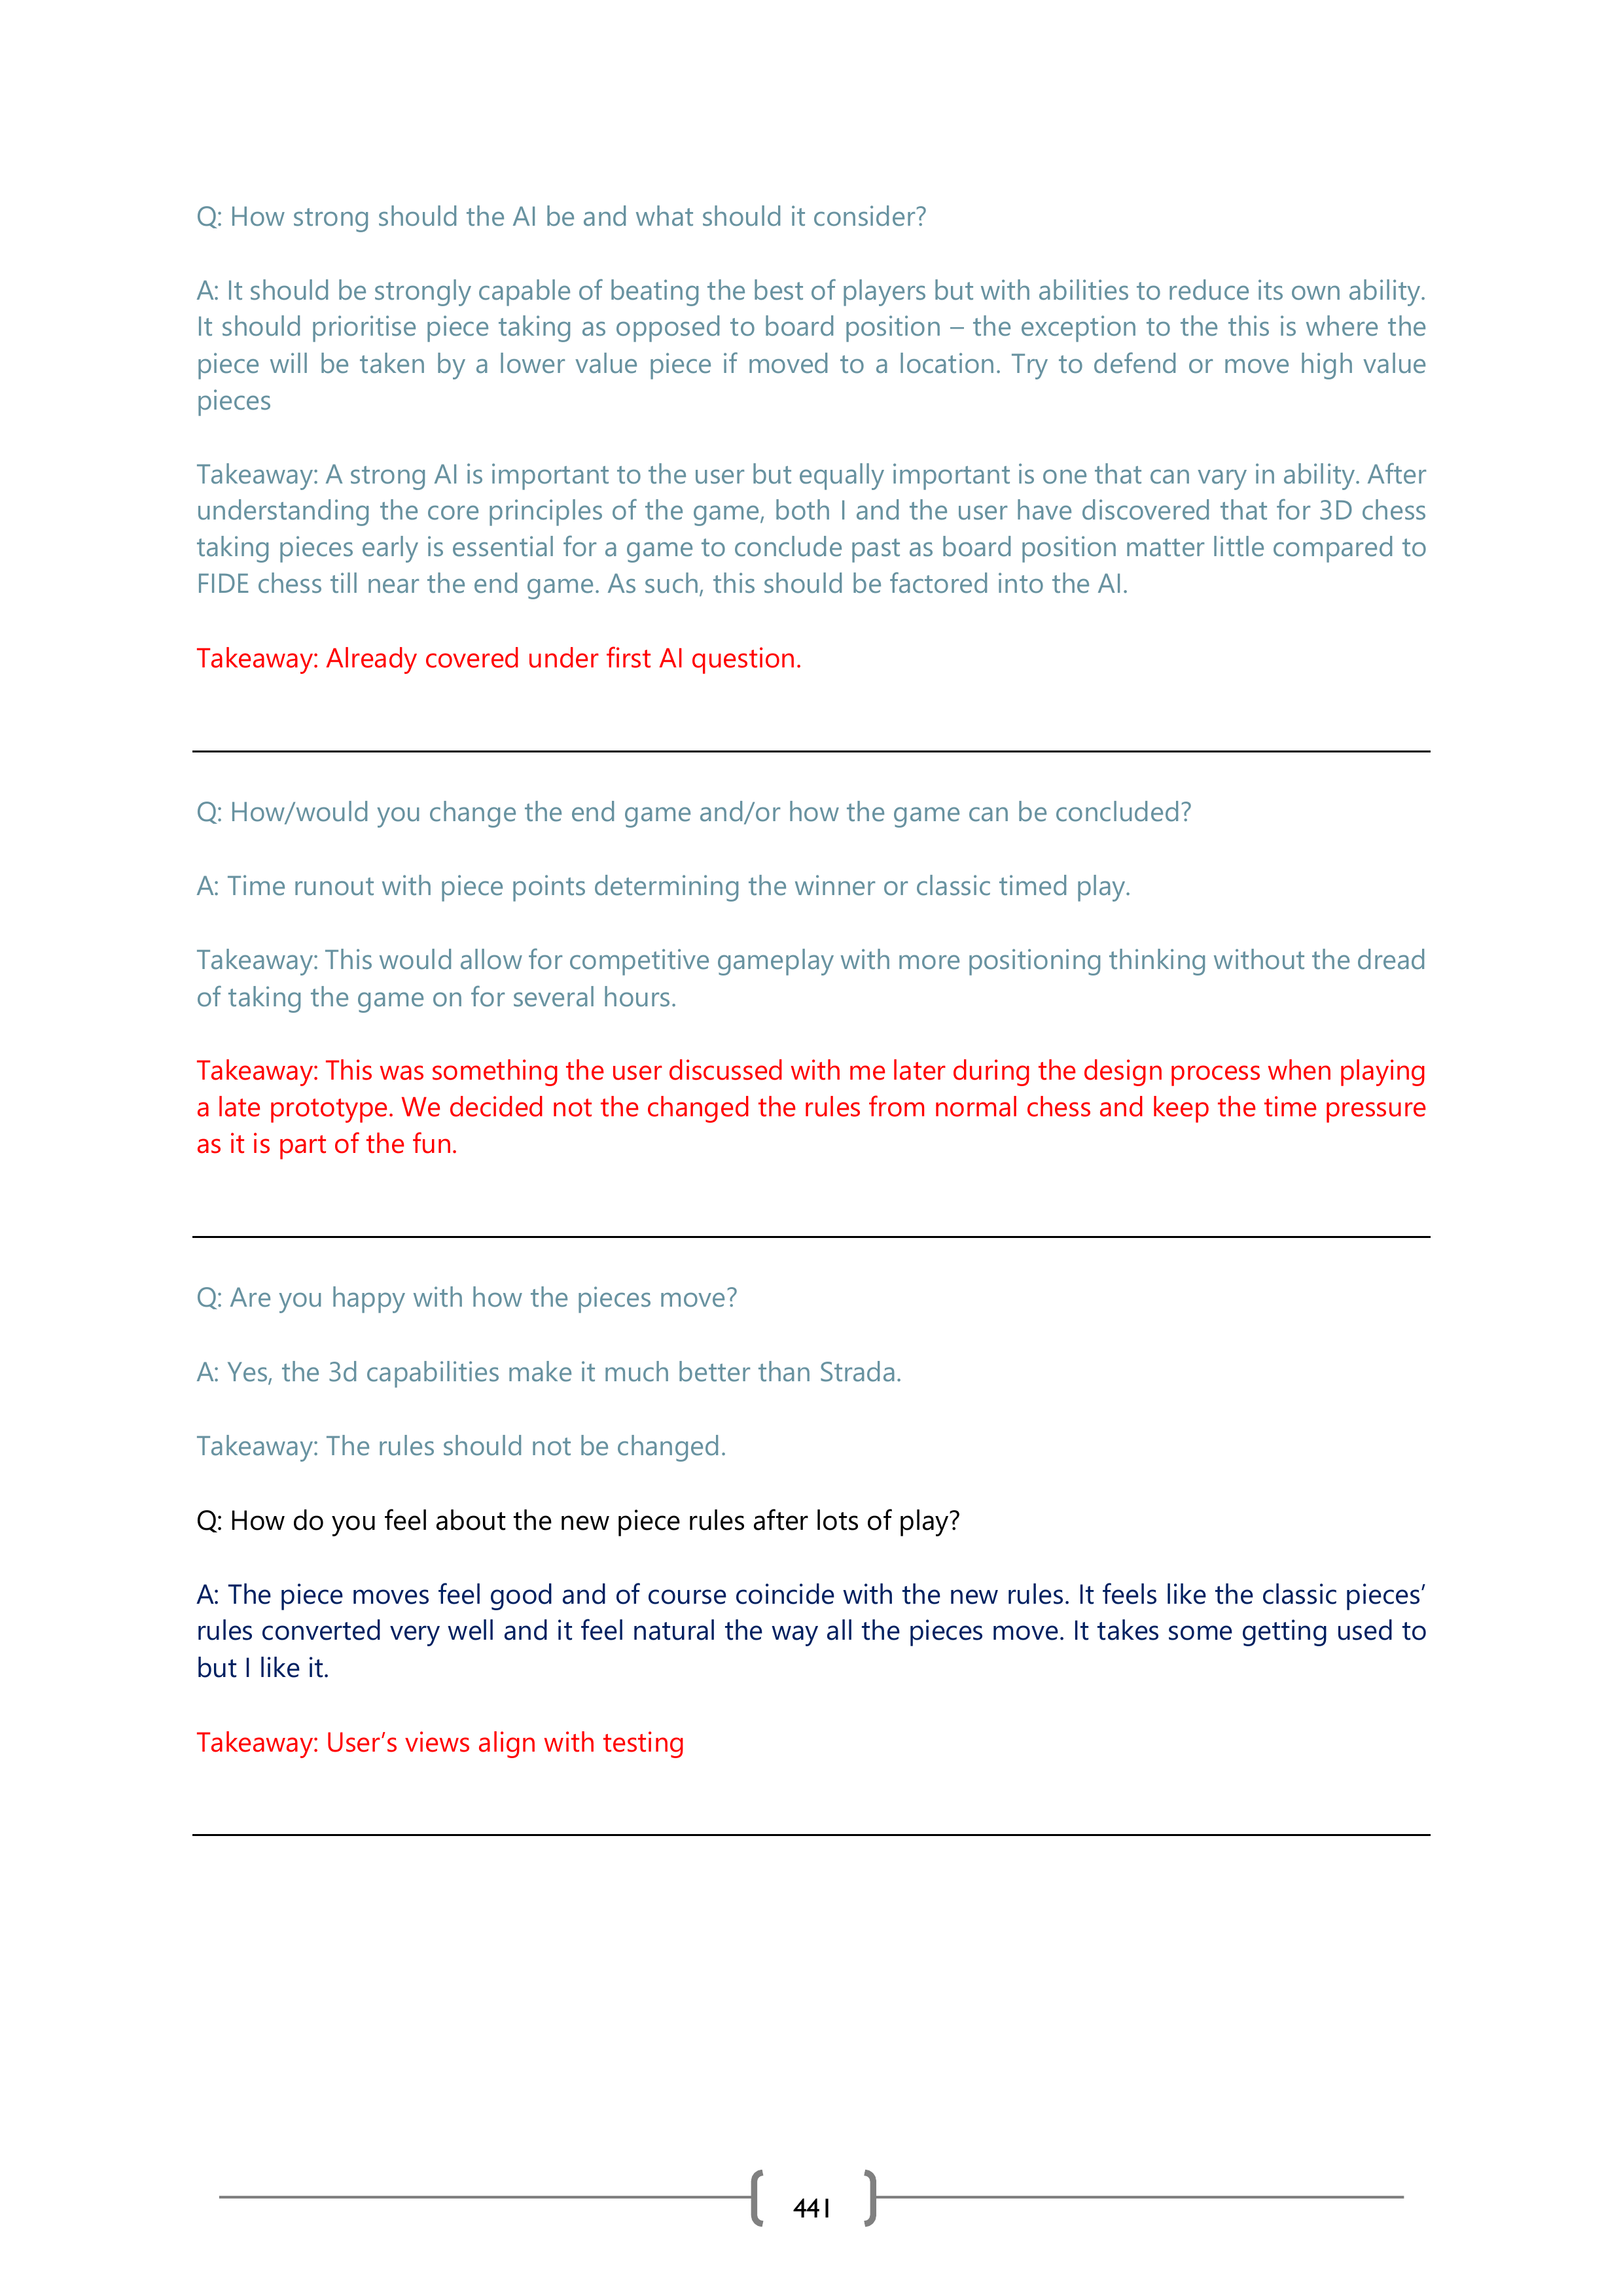 Q: How strong should the AI be and what should it consider?
A: It should be strongly capable of beating the best of players but with abilities to reduce its own ability.
It should prioritise piece taking as opposed to board position – the exception to the this is where the
piece will be taken by a lower value piece if moved to a location. Try to defend or move high value
pieces
Takeaway: A strong AI is important to the user but equally important is one that can vary in ability. After
understanding the core principles of the game, both I and the user have discovered that for 3D chess
taking pieces early is essential for a game to conclude past as board position matter little compared to
FIDE chess till near the end game. As such, this should be factored into the AI.
Takeaway: Already covered under first AI question.
Q: How/would you change the end game and/or how the game can be concluded?
A: Time runout with piece points determining the winner or classic timed play.
Takeaway: This would allow for competitive gameplay with more positioning thinking without the dread
of taking the game on for several hours.
Takeaway: This was something the user discussed with me later during the design process when playing
a late prototype. We decided not the changed the rules from normal chess and keep the time pressure
as it is part of the fun.
Q: Are you happy with how the pieces move?
A: Yes, the 3d capabilities make it much better than Strada.
Takeaway: The rules should not be changed.
Q: How do you feel about the new piece rules after lots of play?
A: The piece moves feel good and of course coincide with the new rules. It feels like the classic pieces’
rules converted very well and it feel natural the way all the pieces move. It takes some getting used to
but I like it.
Takeaway: User’s views align with testing
441